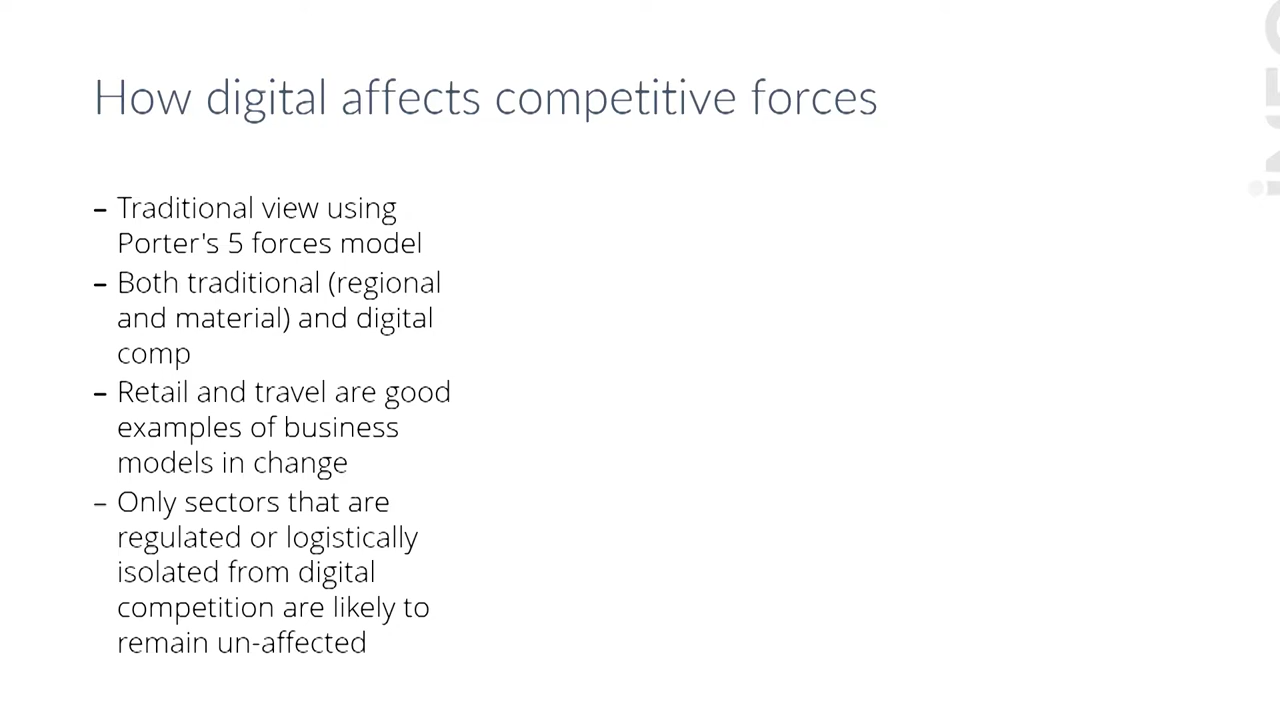 How digital affects competitive forces
– Traditional view using
Porter's 5 forces model
– Both traditional (regional
and material) and digital
comp
– Retail and travel are good
examples of business
models in change
– Only sectors that are
regulated or logistically
isolated from digital
competition are likely to
remain un-affected